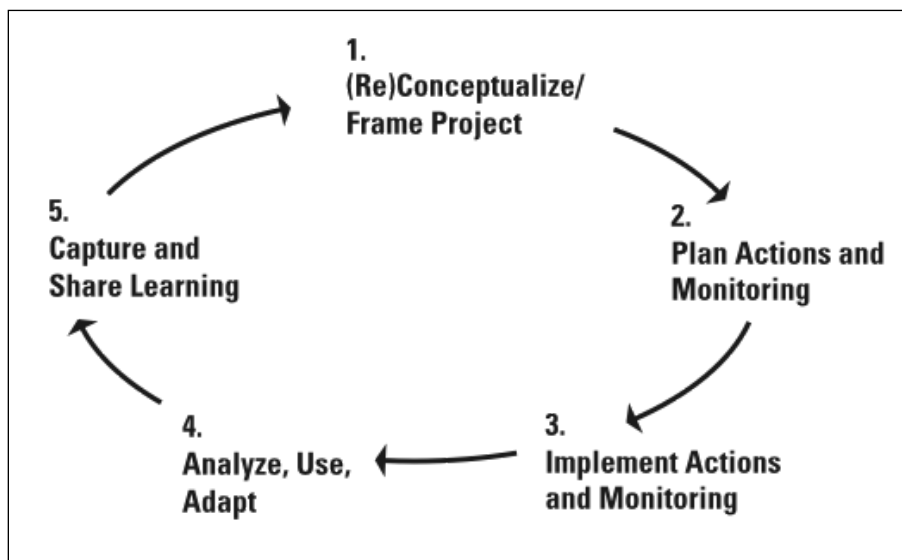 1.
(Re)Conceptualize/
Frame Project
2.
Plan Actions and
Monitoring
3.
Implement Actions
and Monitoring
4.
Analyze, Use,
Adapt
5.
Capture and
Share Learning